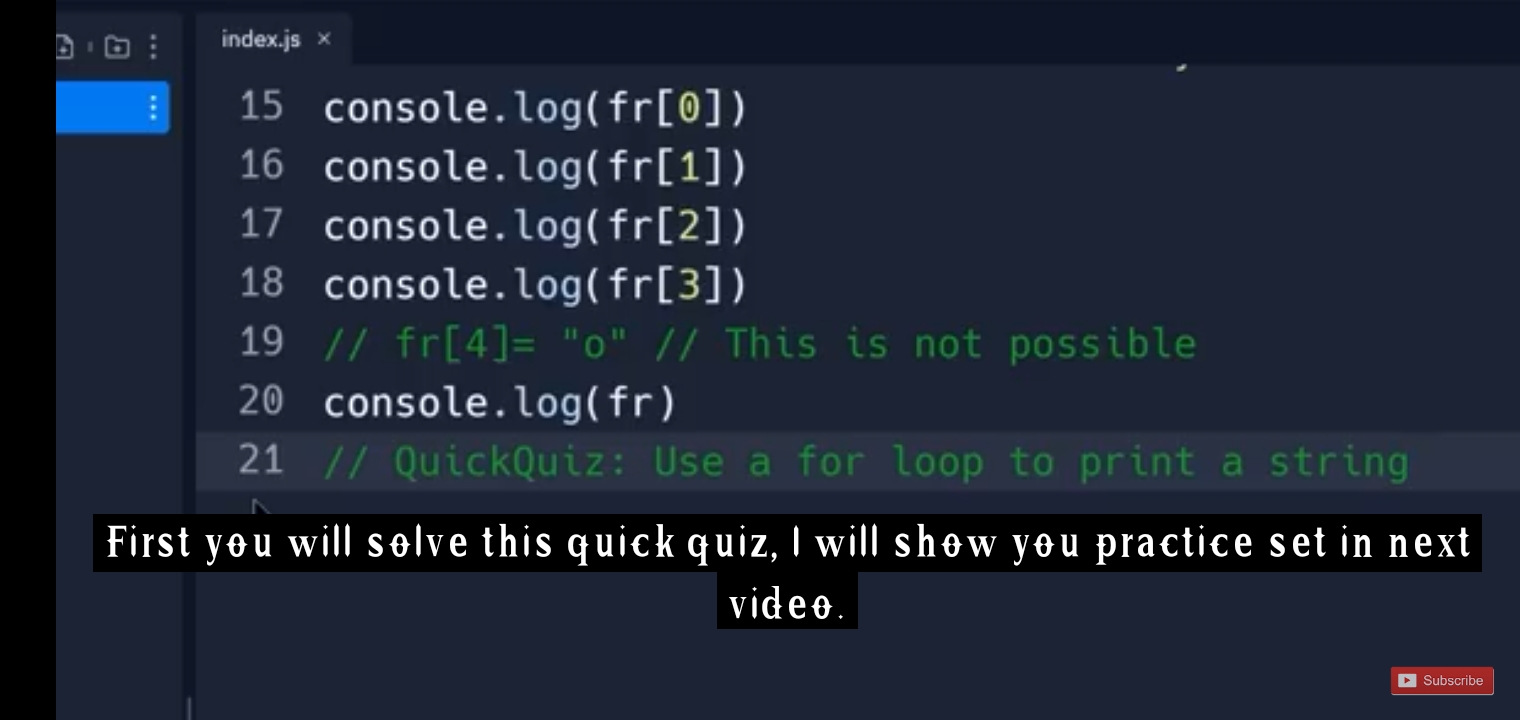 index.js ×
15 console.log(fr[0])
16 console.log(fr[1])
17 console.log(fr[2])
18 console.log(fr[3])
19 // fr[4]= "o" // This is not possible
20 console.log(fr)
21 // QuickQuiz: Use a for loop to print a string
First you will solve this quick quiz, I will show you practice set in next
video.
Subscribe